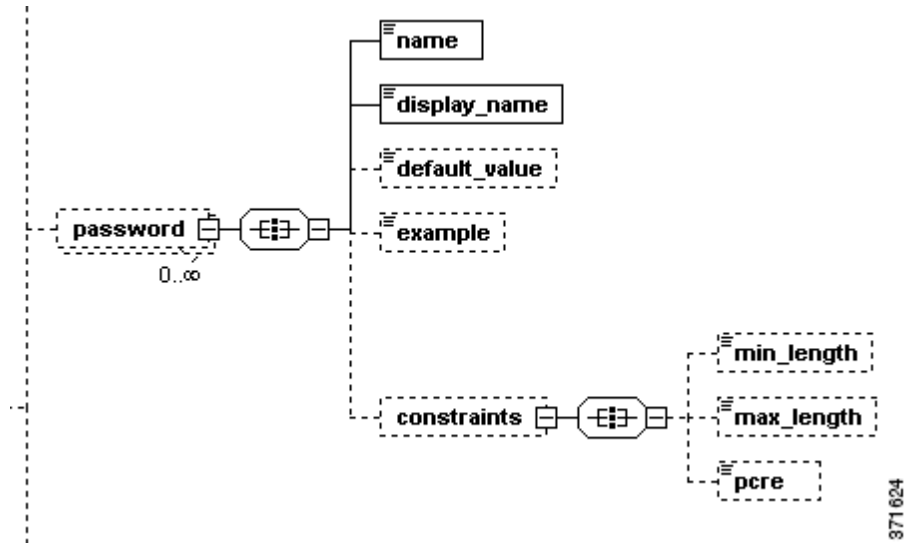 name
display_name
default_value
password
example
0..∞
constraints
min_length
max_length
pcre
371624